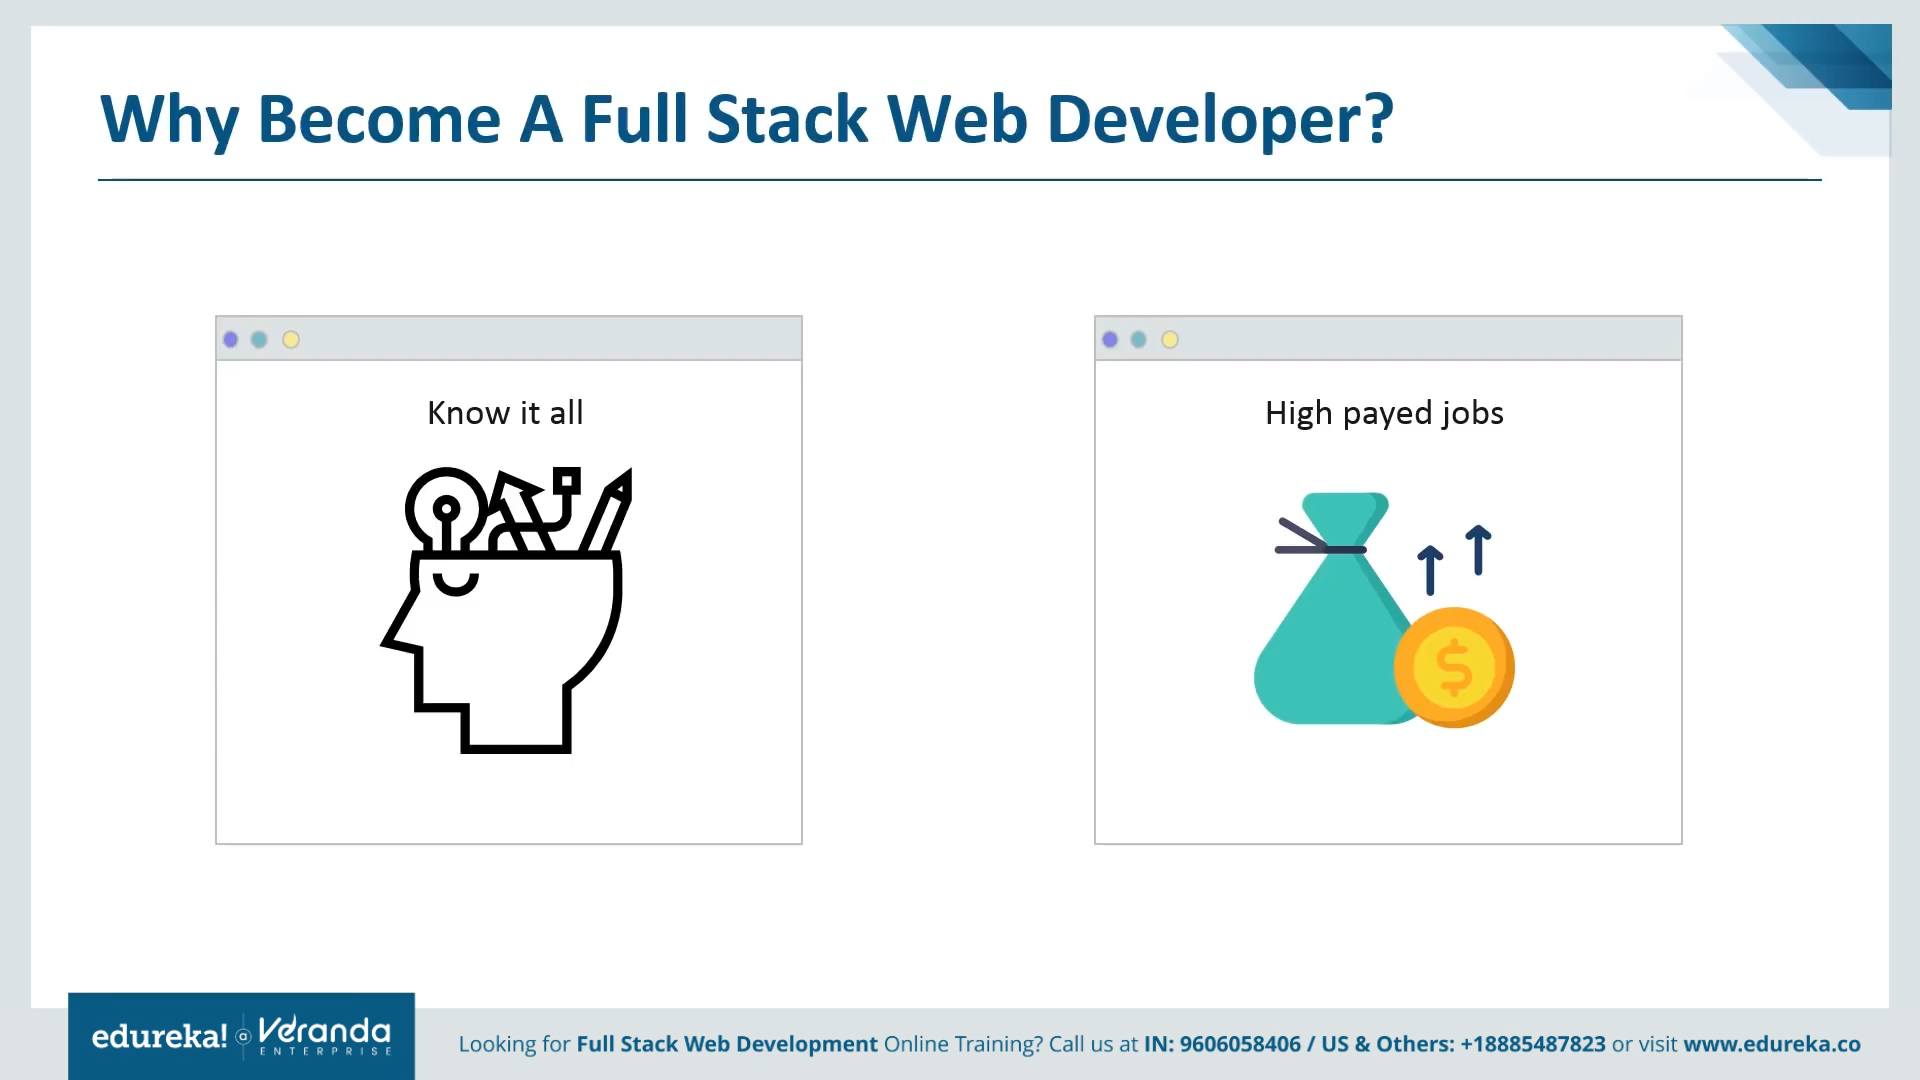 Why Become A Full Stack Web Developer?
Know it all
High payed jobs
$
edureka! a Veranda
ENTERPRISE
Looking for Full Stack Web Development Online Training? Call us at IN: 9606058406 / US & Others: +18885487823 or visit www.edureka.co